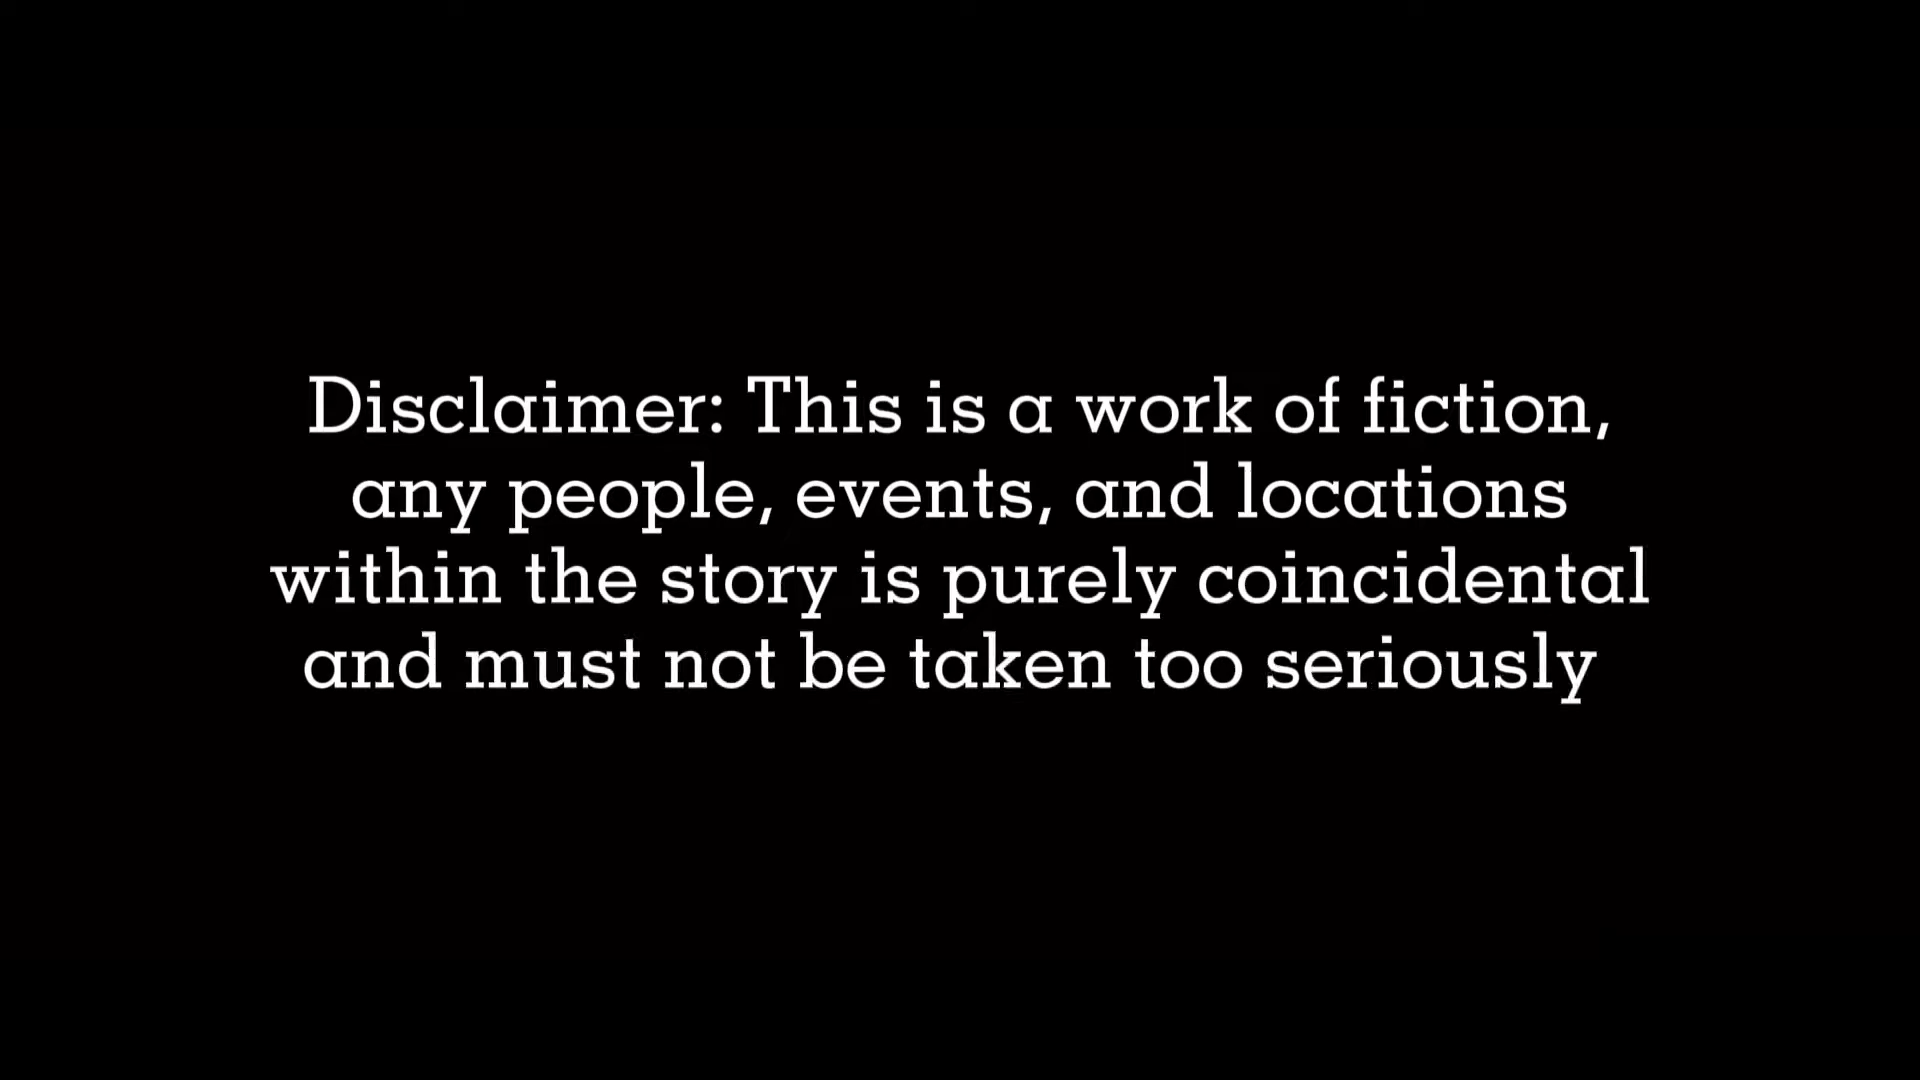 Disclaimer: This is a work of fiction,
any people, events, and locations
within the story is purely coincidental
and must not be taken too seriously